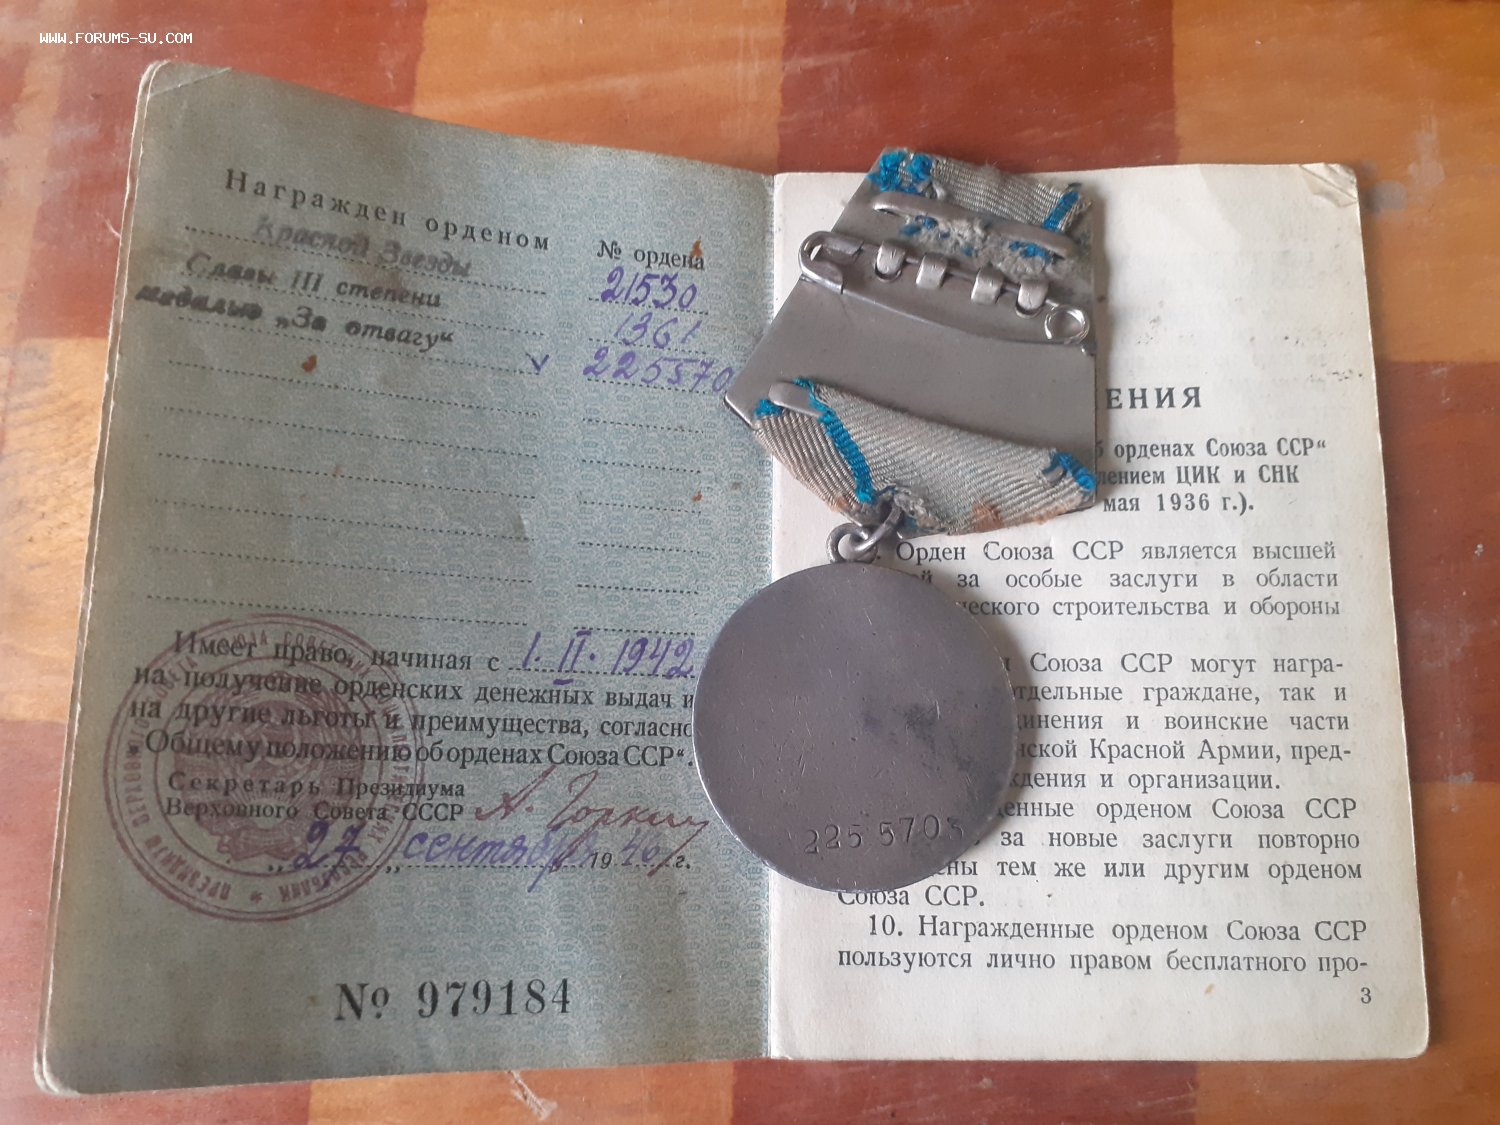 WWW.FORUMS-SU.COM
Награжден орденом
№ ордена
Красной Звезды 21530
Славы III степени 1361
медалью „За отвагу“ 225570
Имеет право, начиная с 1.II.1942
на получение орденских денежных выдач и
на другие льготы и преимущества, согласно
„Общему положению об орденах Союза ССР“.
Секретарь Президиума
Верховного Совета СССР А. Горкин
„27„ сентября 1946 г.
№ 979184
ЕНИЯ
орденах Союза ССР“
лением ЦИК и СНК
мая 1936 г.).
Орден Союза ССР является высшей
за особые заслуги в области
ческого строительства и обороны
Союза ССР могут награ-
тдельные граждане, так и
динения и воинские части
нской Красной Армии, пред-
ждения и организации.
денные орденом Союза ССР
за новые заслуги повторно
ены тем же или другим орденом
Союза ССР.
10. Награжденные орденом Союза ССР
пользуются лично правом бесплатного про-
3